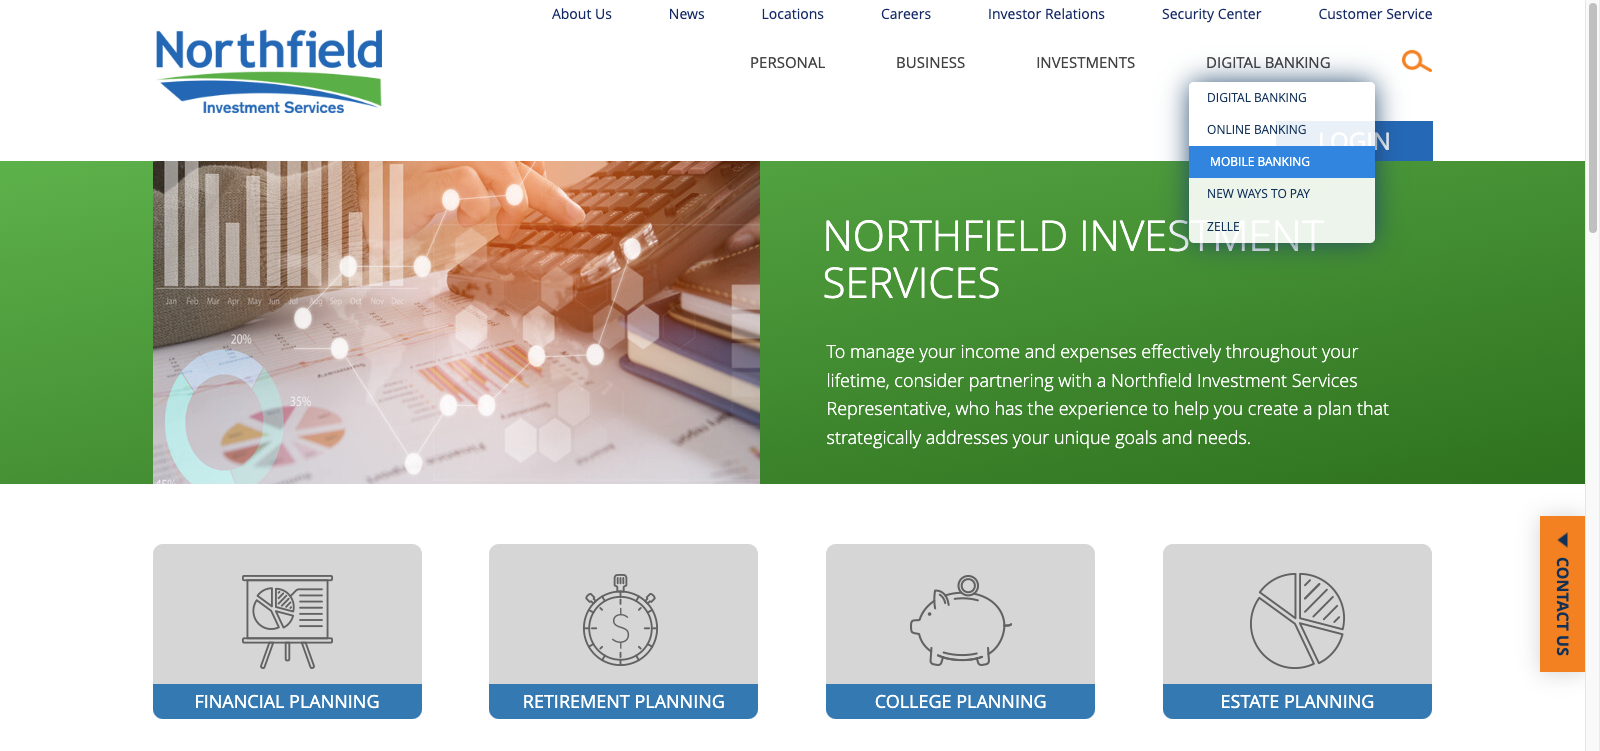 About Us News Locations Careers Investor Relations Security Center Customer Service
Northfield
Investment Services
PERSONAL BUSINESS INVESTMENTS DIGITAL BANKING
DIGITAL BANKING
ONLINE BANKING
LOGIN
MOBILE BANKING
NEW WAYS TO PAY
ZELLE
Jan Feb Mar Apr May Jun Jul Aug Sep Oct Nov Dec
20%
35%
45%
NORTHFIELD INVESTMENT
SERVICES
To manage your income and expenses effectively throughout your
lifetime, consider partnering with a Northfield Investment Services
Representative, who has the experience to help you create a plan that
strategically addresses your unique goals and needs.
CONTACT US
FINANCIAL PLANNING
RETIREMENT PLANNING
COLLEGE PLANNING
ESTATE PLANNING